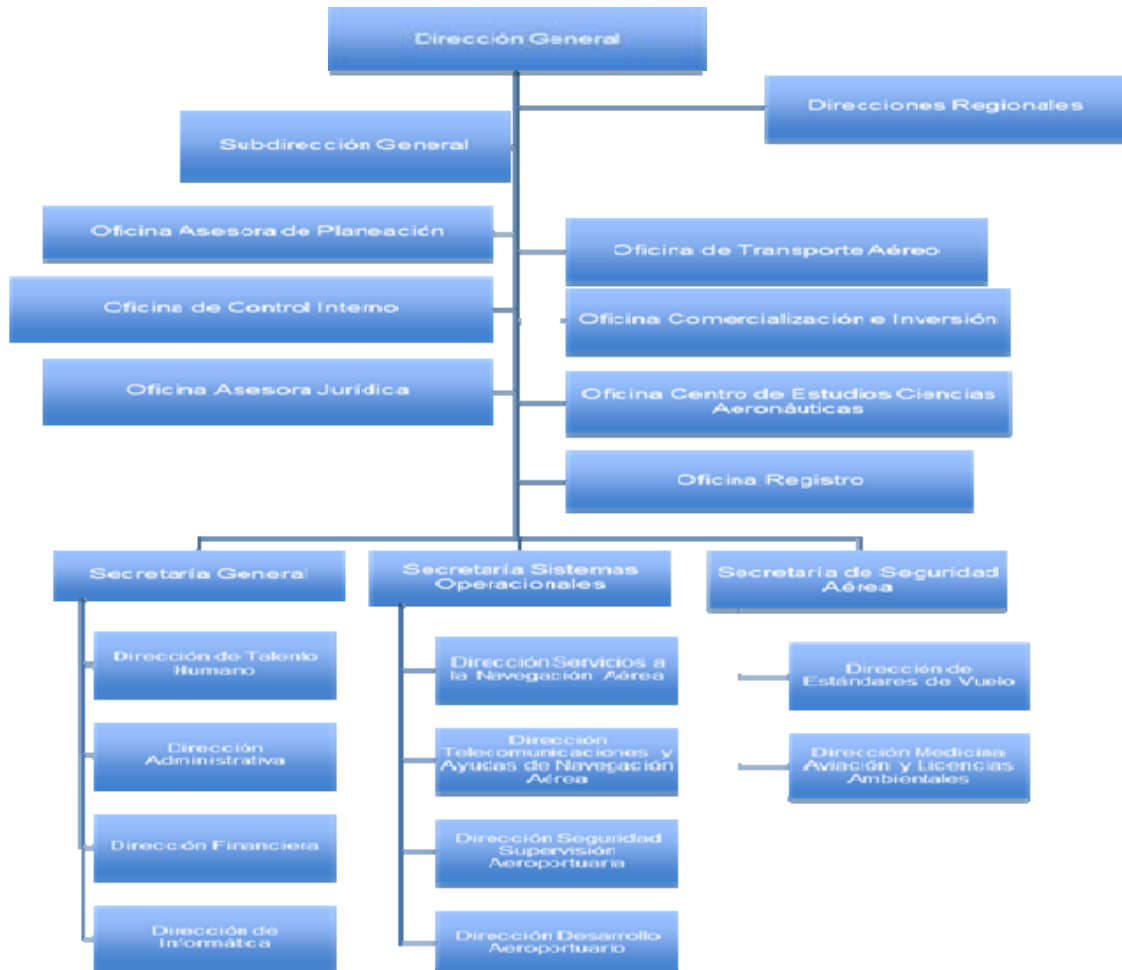 Dirección General
Direcciones Regionales
Subdirección General
Oficina Asesora de Planeación
Oficina de Transporte Aéreo
Oficina de Control Interno
Oficina Comercialización e Inversión
Oficina Asesora Jurídica
Oficina Centro de Estudios Ciencias
Aeronáuticas
Oficina Registro
Secretaría General
Secretaría Sistemas
Operacionales
Secretaría de Seguridad
Aérea
Dirección de Talento
Humano
Dirección
Administrativa
Dirección Financiera
Dirección de
Informática
Dirección Servicios a
la Navegación Aérea
Dirección
Telecomunicaciones y
Ayudas de Navegación
Aérea
Dirección Seguridad
Supervisión
Aeroportuaria
Dirección Desarrollo
Aeroportuario
Dirección de
Estándares de Vuelo
Dirección Medicina
Aviación y Licencias
Ambientales